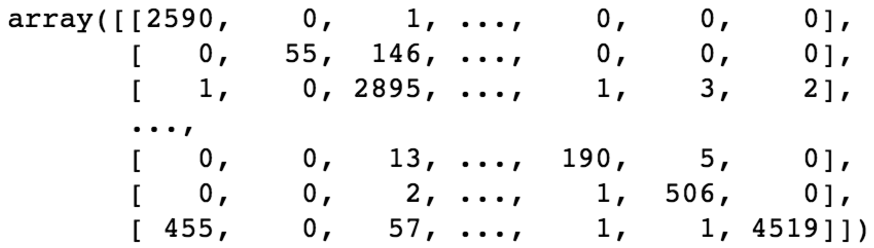 array([[2590, 0, 1, ..., 0, 0, 0],
[ 0, 55, 146, ..., 0, 0, 0],
[ 1, 0, 2895, ..., 1, 3, 2],
...,
[ 0, 0, 13, ..., 190, 5, 0],
[ 0, 0, 2, ..., 1, 506, 0],
[ 455, 0, 57, ..., 1, 1, 4519]])